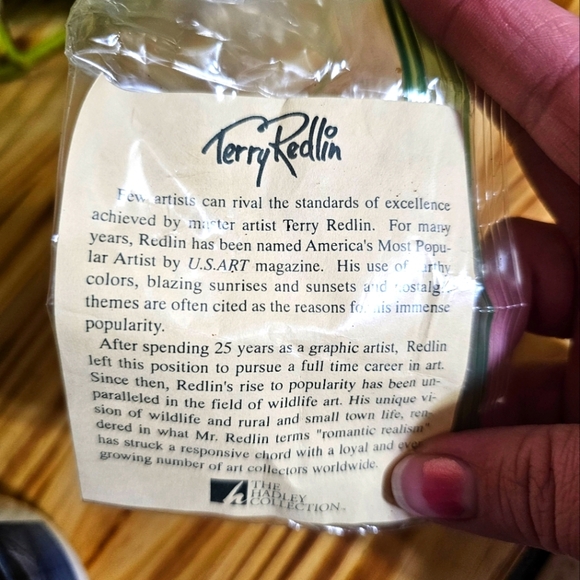 Terry Redlin
Few artists can rival the standards of excellence
achieved by master artist Terry Redlin. For many
years, Redlin has been named America's Most Popu-
lar Artist by U.S.ART magazine. His use of earthy
colors, blazing sunrises and sunsets and nostalgic
themes are often cited as the reasons for his immense
popularity.
After spending 25 years as a graphic artist, Redlin
left this position to pursue a full time career in art.
Since then, Redlin's rise to popularity has been un-
paralleled in the field of wildlife art. His unique vi-
sion of wildlife and rural and small town life, ren-
dered in what Mr. Redlin terms "romantic realism"
has struck a responsive chord with a loyal and ever
growing number of art collectors worldwide.
h
THE
HADLEY
COLLECTION™